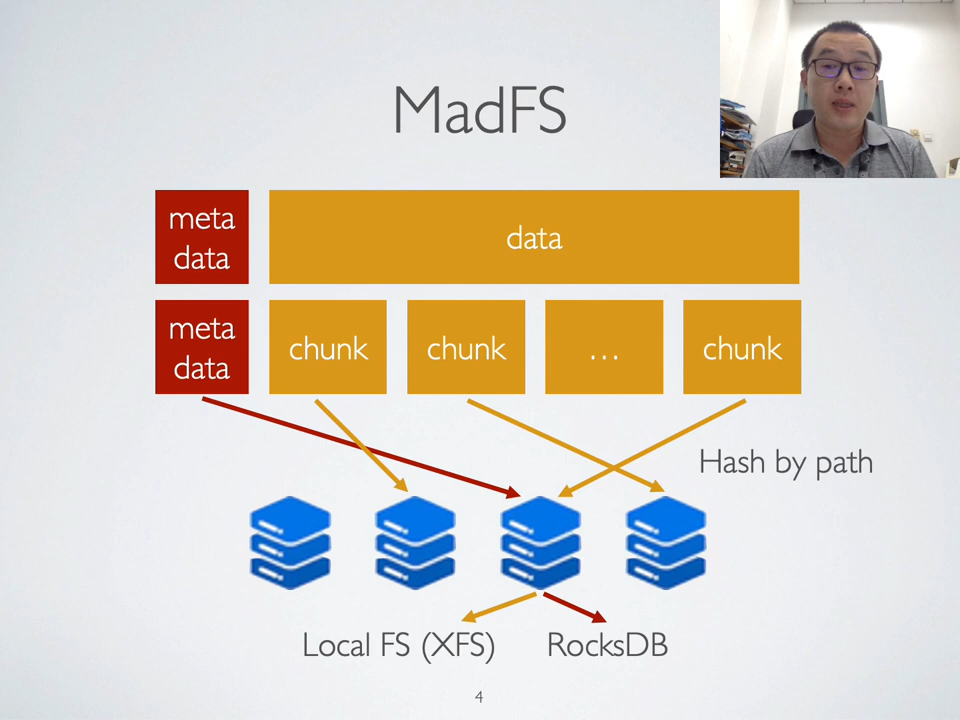 MadFS
meta
data
data
meta
data
chunk
chunk
...
chunk
Hash by path
Local FS (XFS)
RocksDB
4